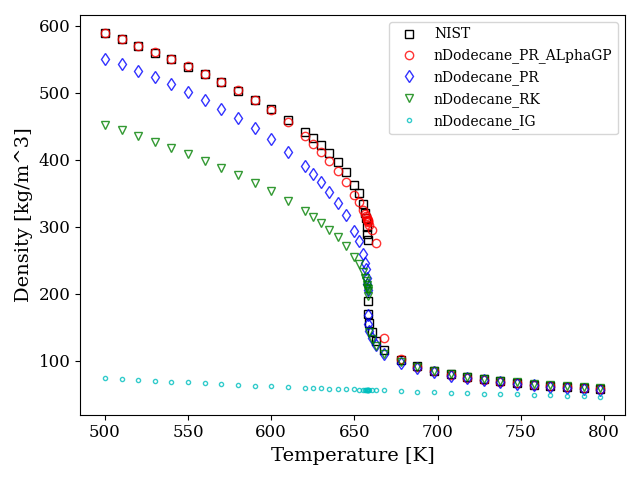 600
500
400
300
200
100
Density [kg/m^3]
NIST
nDodecane_PR_ALphaGP
nDodecane_PR
nDodecane_RK
nDodecane_IG
500
550
600
650
700
750
800
Temperature [K]